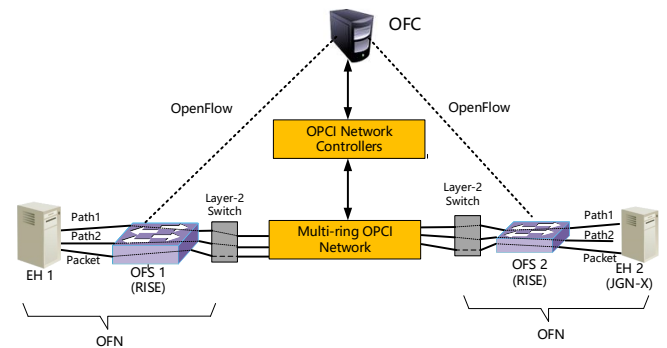 OFC
OpenFlow
OpenFlow
OPCI Network
Controllers
Layer-2
Switch
Layer-2
Switch
Path1
Path2
Packet
Multi-ring OPCI
Network
Path1
Path2
Packet
EH 1
OFS 1
(RISE)
OFS 2
(RISE)
EH 2
(JGN-X)
OFN
OFN